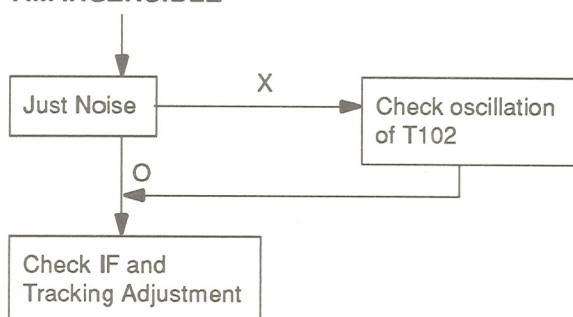 Just Noise
X
Check oscillation
of T102
O
Check IF and
Tracking Adjustment